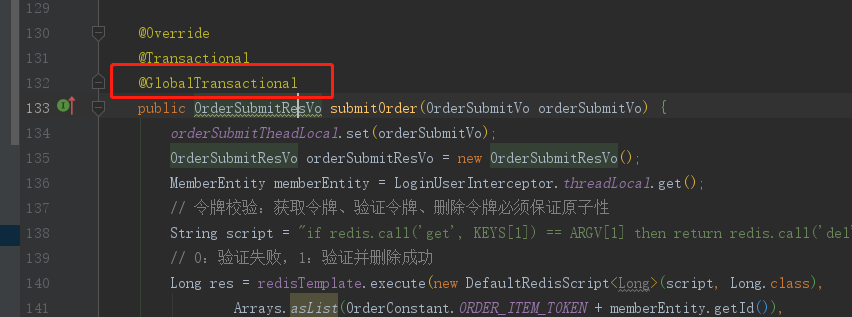 129
130 @Override
131 @Transactional
132 @GlobalTransactional
133 public OrderSubmitResVo submitOrder(OrderSubmitVo orderSubmitVo) {
134 orderSubmitTheadLocal.set(orderSubmitVo);
135 OrderSubmitResVo orderSubmitResVo = new OrderSubmitResVo();
136 MemberEntity memberEntity = LoginUserInterceptor.threadLocal.get();
137 // 令牌校验：获取令牌、验证令牌、删除令牌必须保证原子性
138 String script = "if redis.call('get', KEYS[1]) == ARGV[1] then return redis.call('del'
139 // 0：验证失败，1：验证并删除成功
140 Long res = redisTemplate.execute(new DefaultRedisScript<Long>(script, Long.class),
141 Arrays.asList(OrderConstant.ORDER_ITEM_TOKEN + memberEntity.getId()),